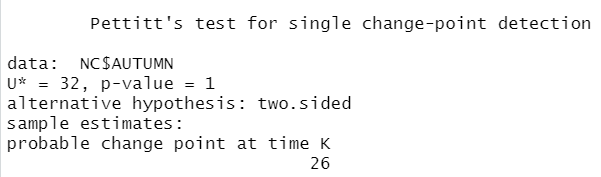 Pettitt's test for single change-point detection
data: NC$AUTUMN
U* = 32, p-value = 1
alternative hypothesis: two.sided
sample estimates:
probable change point at time K
26